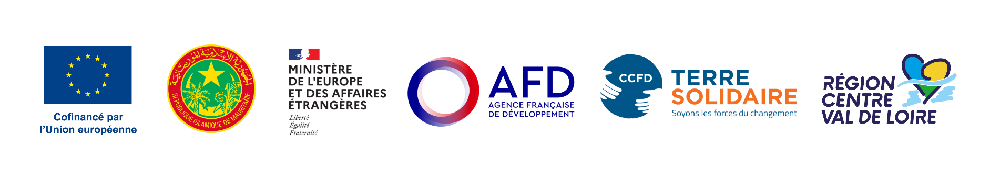 Cofinancé par
l'Union européenne
الجمهورية الإسلامية الموريتانية
REPUBLIQUE ISLAMIQUE DE MAURITANIE
MINISTÈRE
DE L'EUROPE
ET DES AFFAIRES
ÉTRANGÈRES
Liberté
Égalité
Fraternité
AFD
AGENCE FRANÇAISE
DE DÉVELOPPEMENT
CCFD
TERRE
SOLIDAIRE
Soyons les forces du changement
RÉGION
CENTRE
VAL DE LOIRE